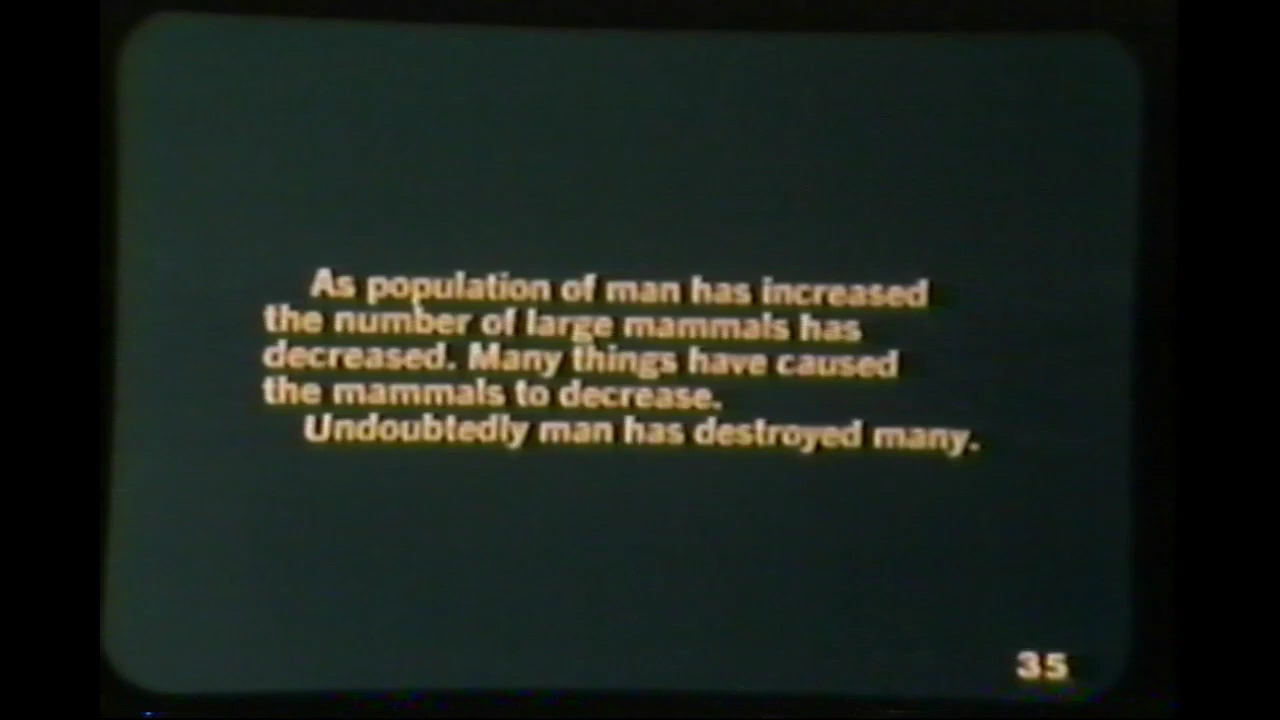 As population of man has increased
the number of large mammals has
decreased. Many things have caused
the mammals to decrease.
Undoubtedly man has destroyed many.
35